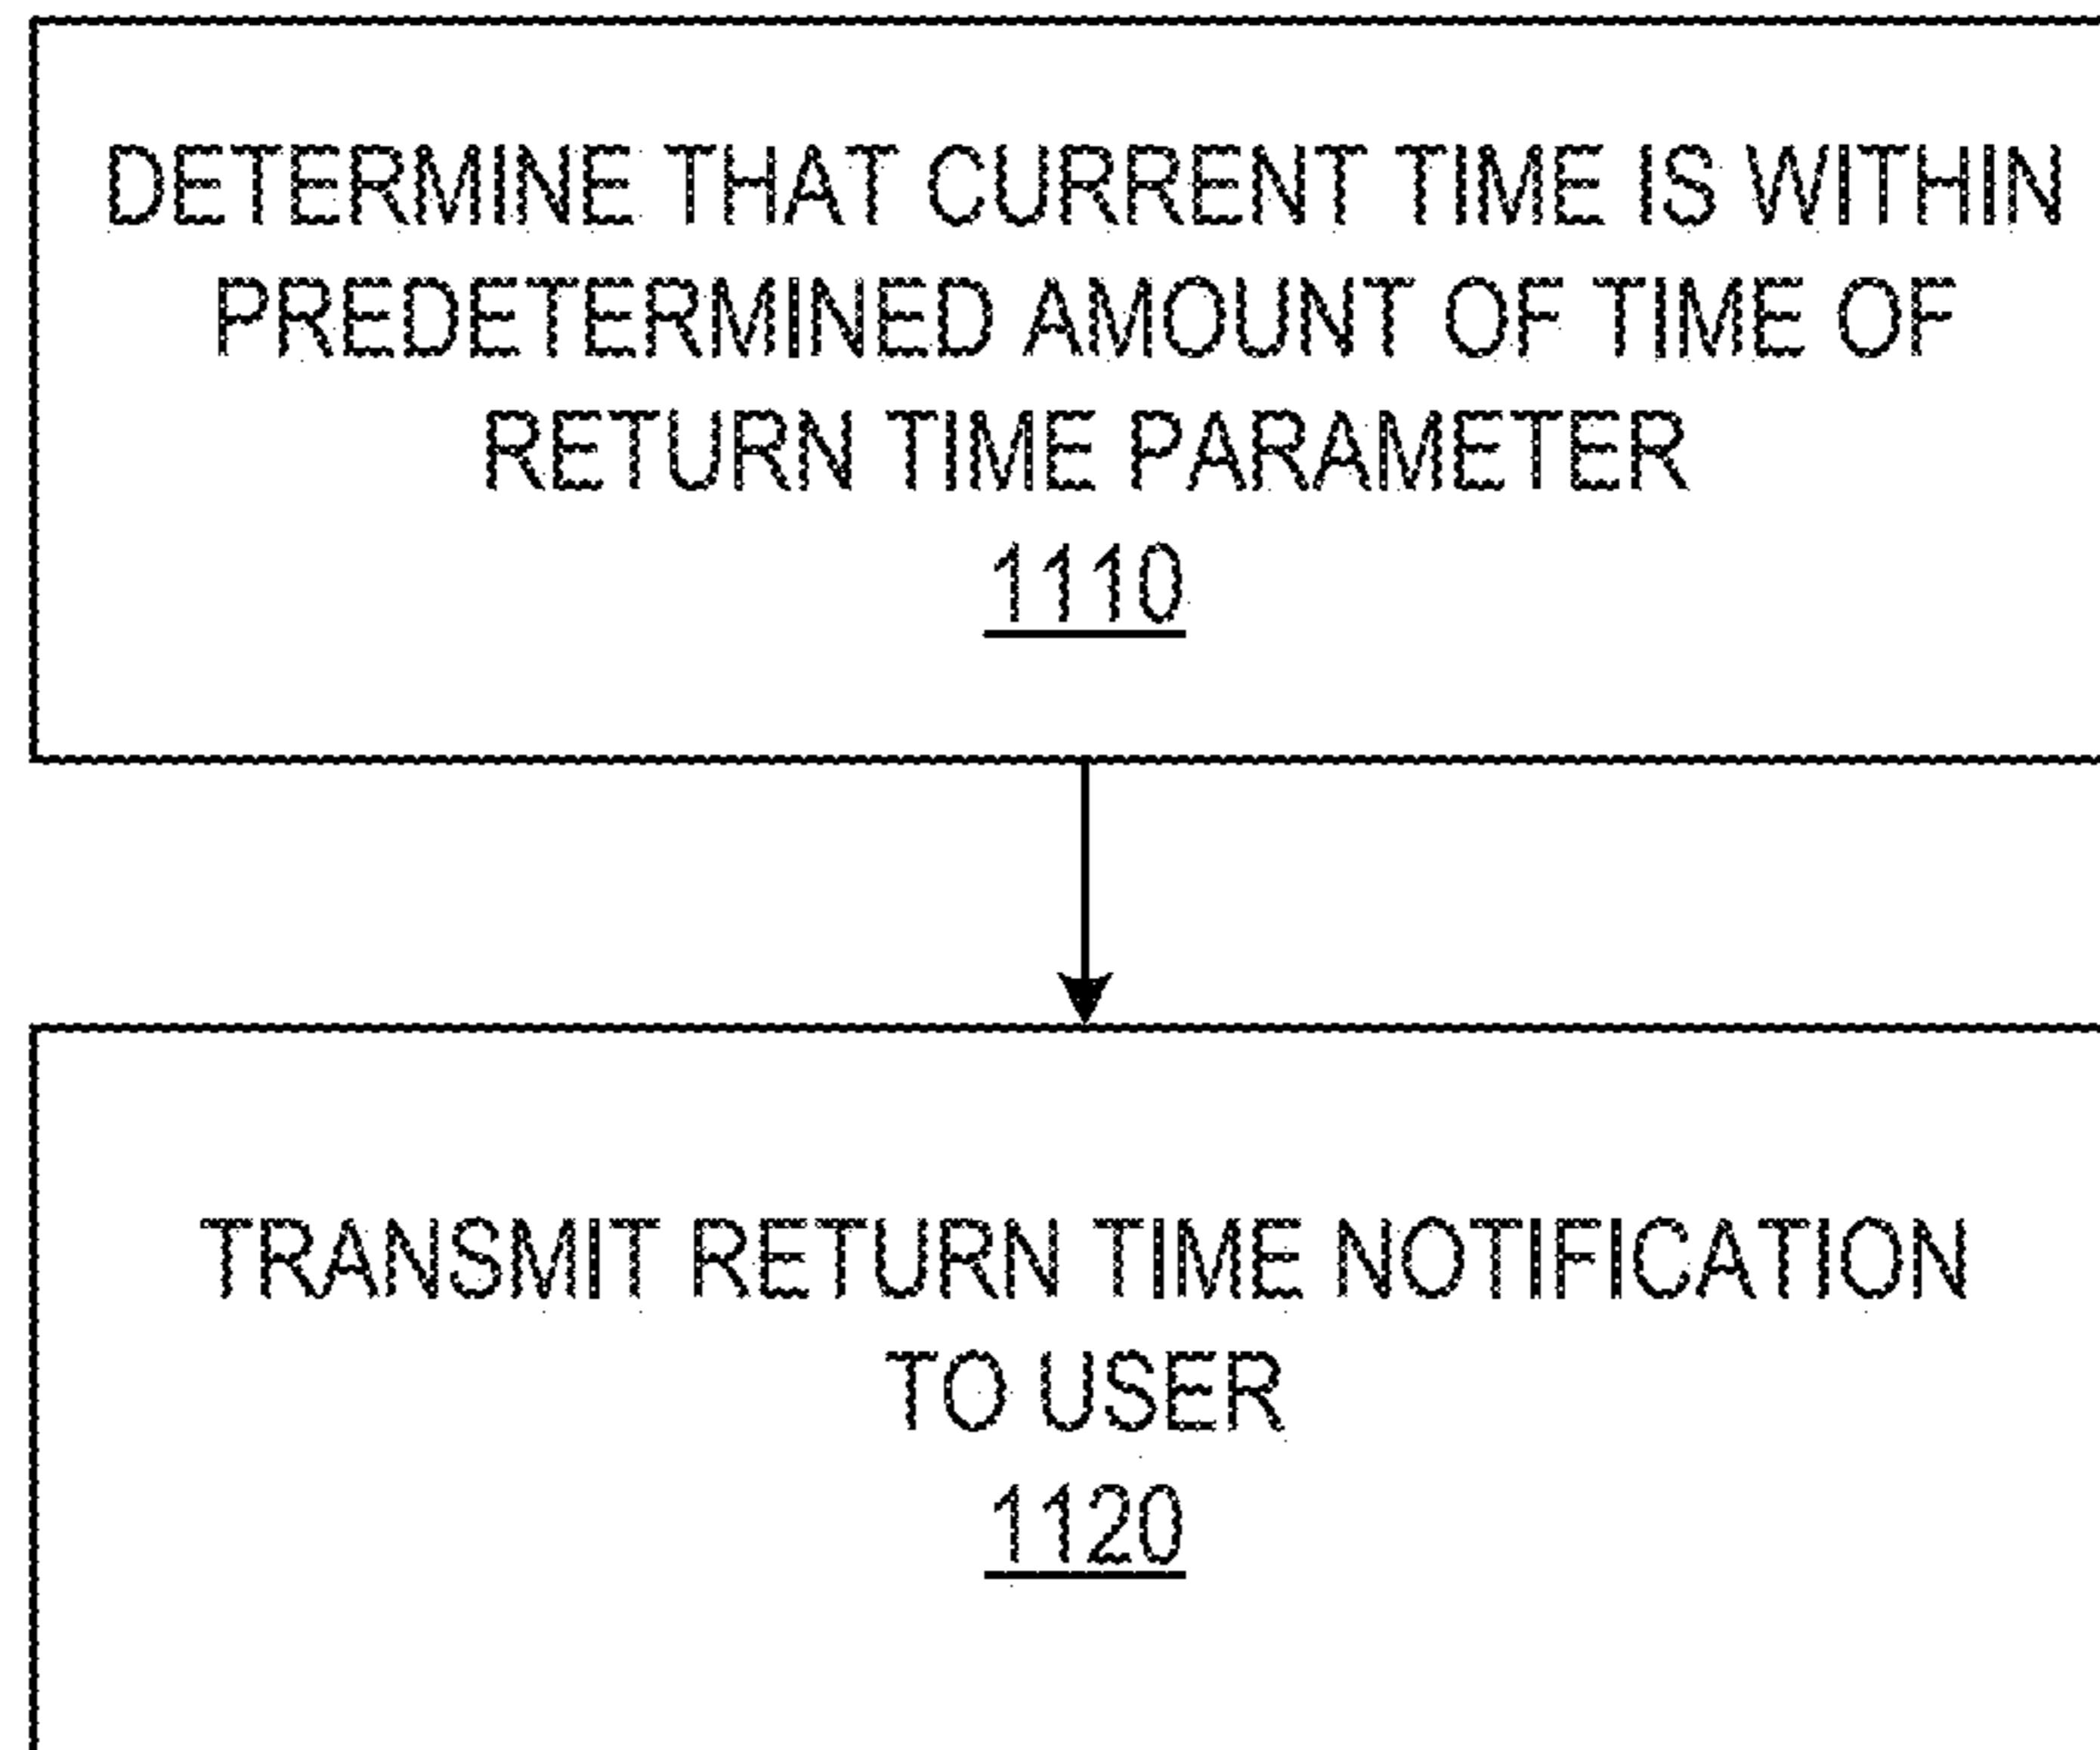 DETERMINE THAT CURRENT TIME IS WITHIN
PREDETERMINED AMOUNT OF TIME OF
RETURN TIME PARAMETER
1110
TRANSMIT RETURN TIME NOTIFICATION
TO USER
1120